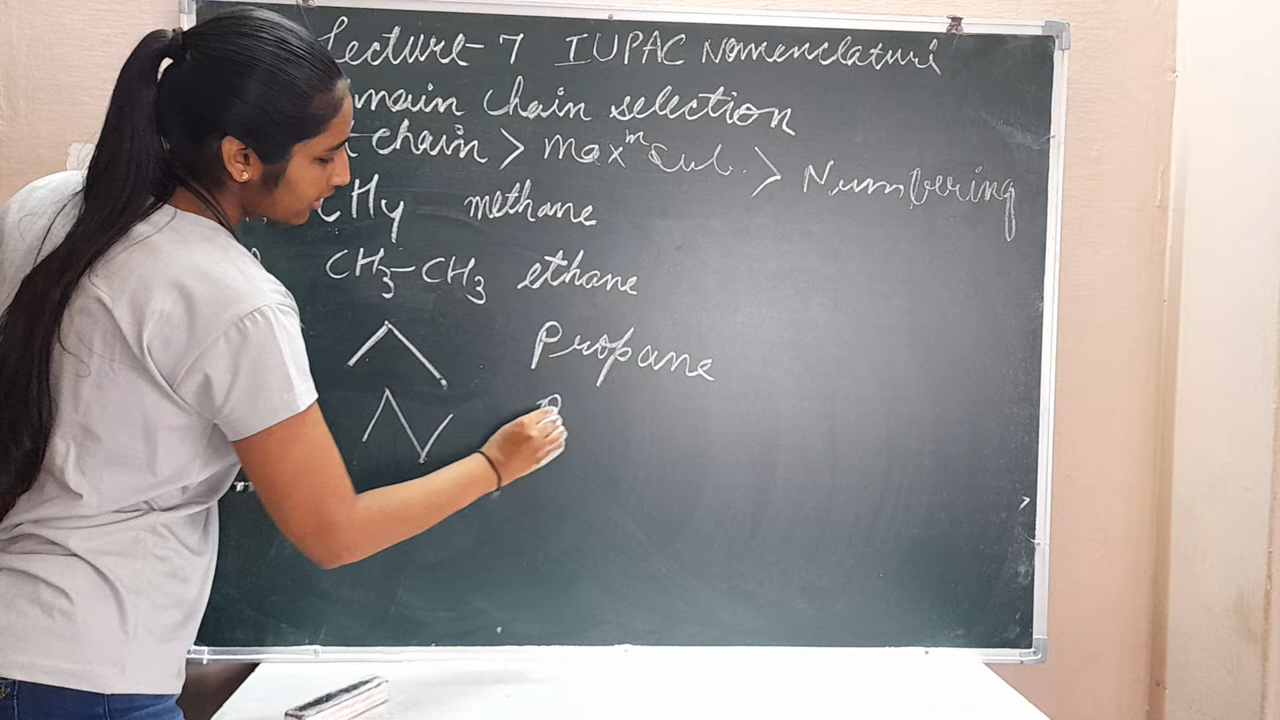 Lecture-7 IUPAC Nomenclature
main chain selection
chain > maxᵐ sub. > Numbering
CH4 methane
CH3-CH3 ethane
Propane